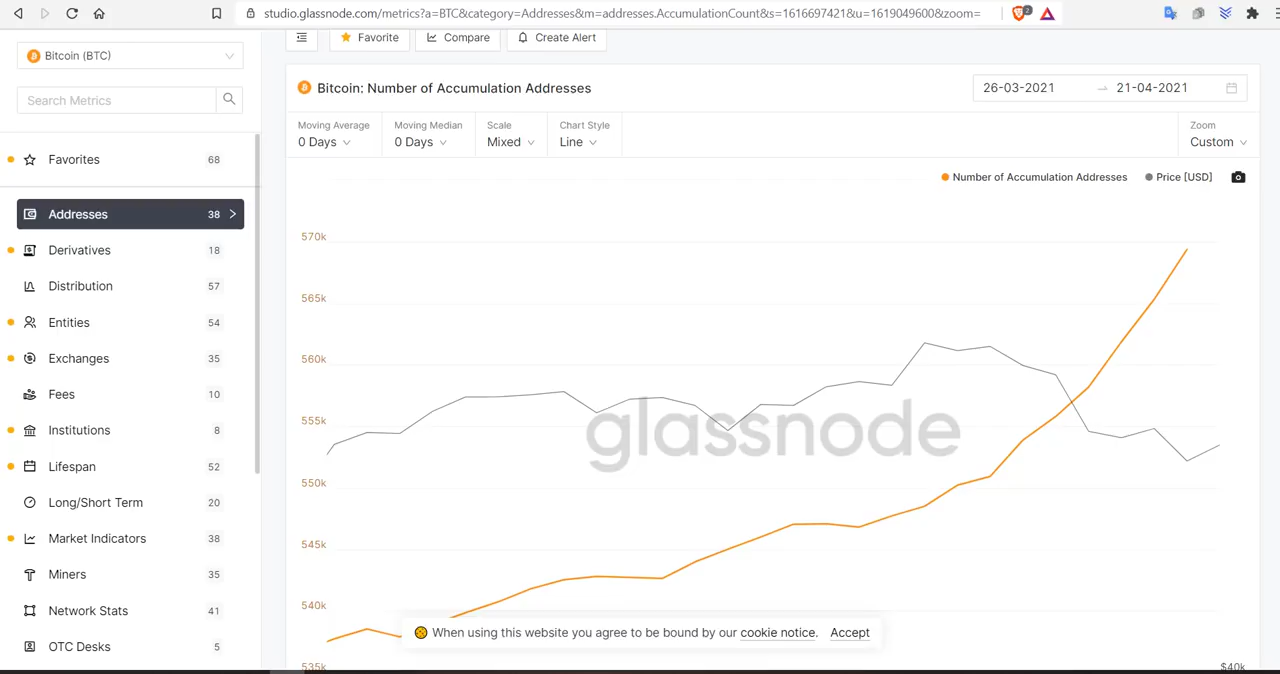 studio.glassnode.com/metrics?a=BTC&category=Addresses&m=addresses.AccumulationCount&s=1616697421&u=1619049600&zoom=
2
Bitcoin (BTC)
Search Metrics
Favorites 68
Addresses 38
Derivatives 18
Distribution 57
Entities 54
Exchanges 35
Fees 10
Institutions 8
Lifespan 52
Long/Short Term 20
Market Indicators 38
Miners 35
Network Stats 41
OTC Desks 5
Favorite Compare Create Alert
Bitcoin: Number of Accumulation Addresses
26-03-2021 21-04-2021
Moving Average Moving Median Scale Chart Style Zoom
0 Days 0 Days Mixed Line Custom
Number of Accumulation Addresses Price [USD]
570k
565k
560k
555k
glassnode
550k
545k
540k
When using this website you agree to be bound by our cookie notice. Accept
535k $40k